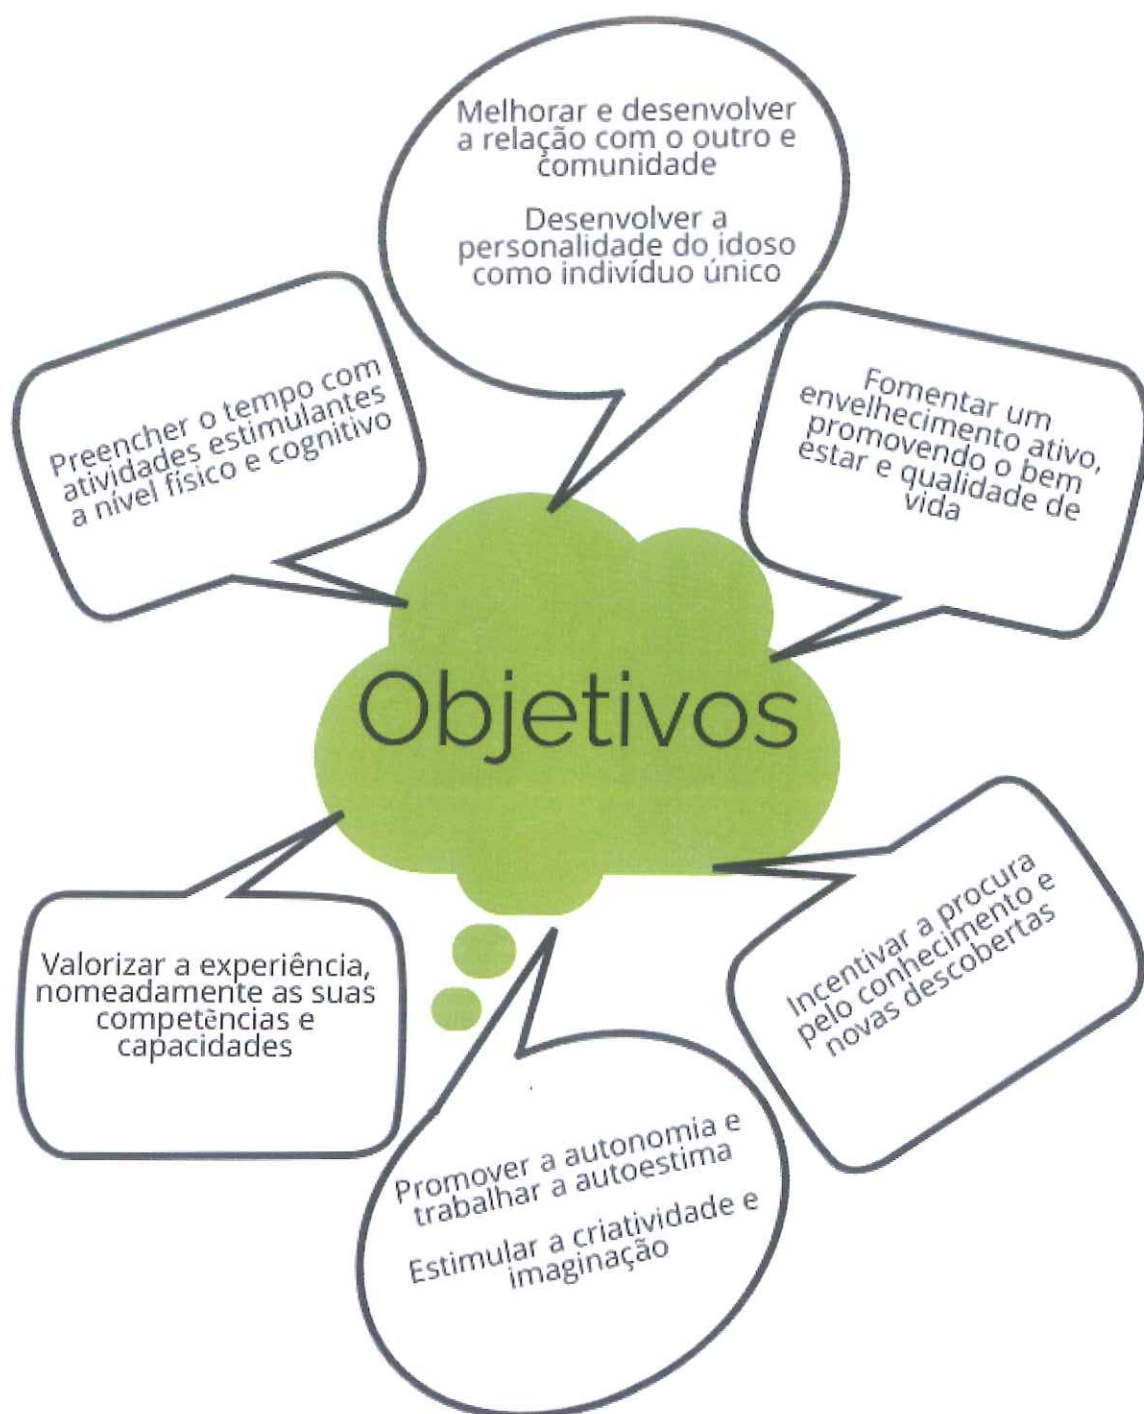 Melhorar e desenvolver
a relação com o outro e
comunidade
Desenvolver a
personalidade do idoso
como indivíduo único
Preencher o tempo com
atividades estimulantes
a nível físico e cognitivo
Fomentar um
envelhecimento ativo,
promovendo o bem
estar e qualidade de
vida
Objetivos
Valorizar a experiência,
nomeadamente as suas
competências e
capacidades
Incentivar a procura
pelo conhecimento e
novas descobertas
Promover a autonomia e
trabalhar a autoestima
Estimular a criatividade e
imaginação